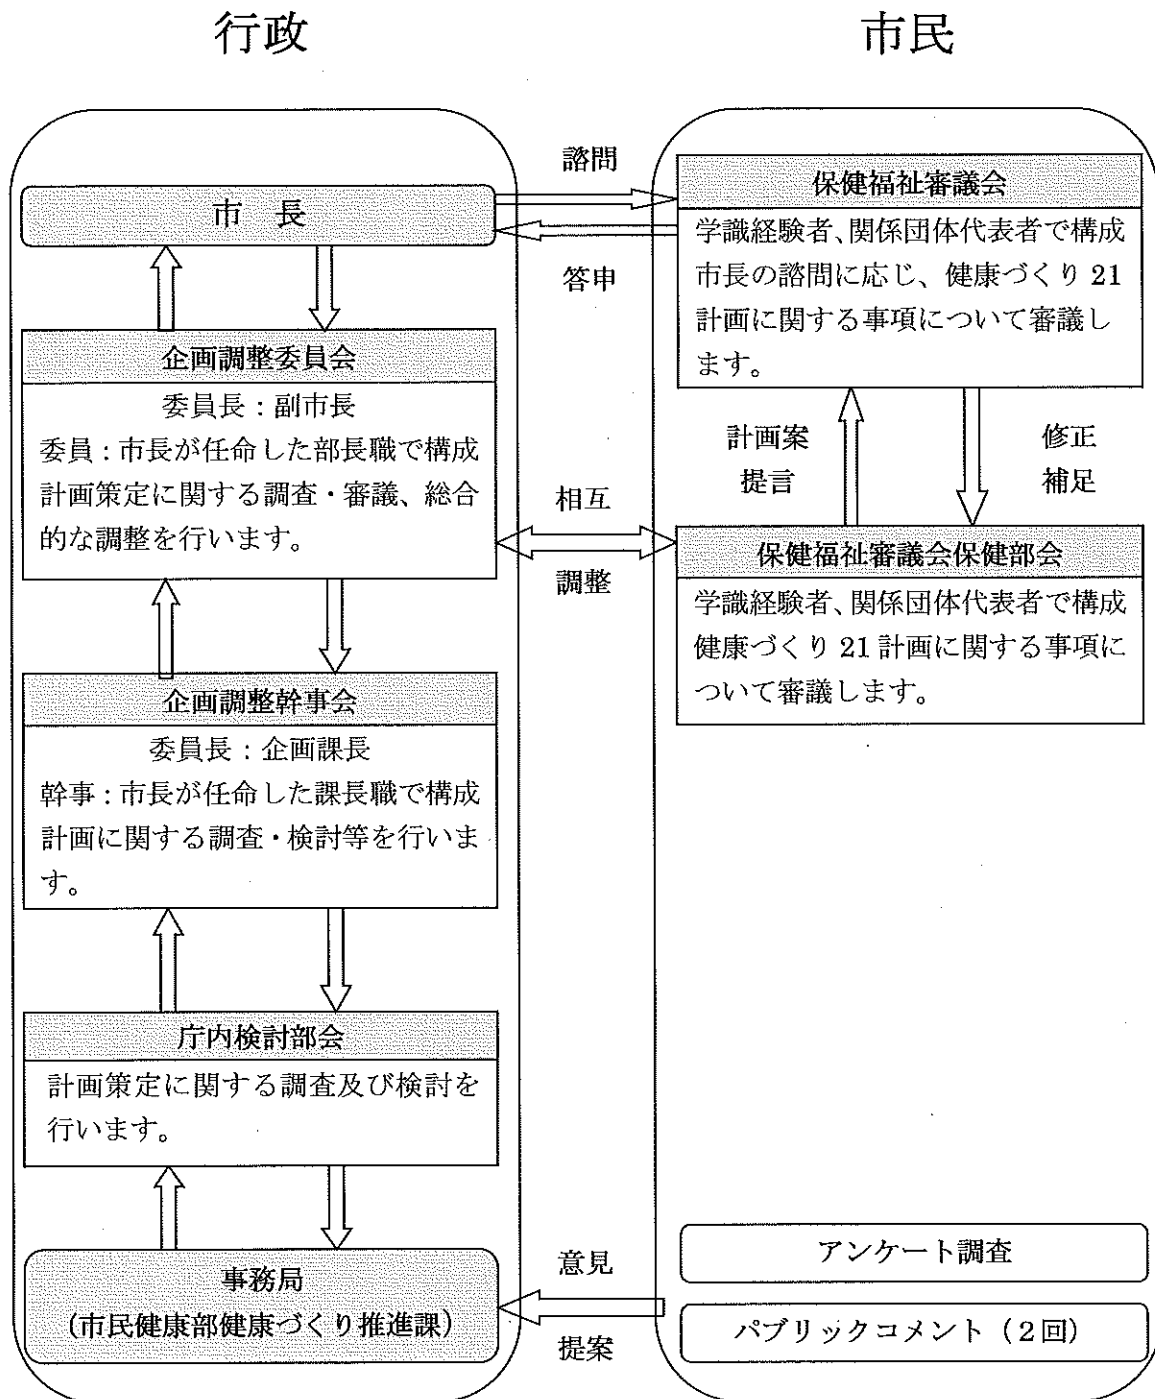 行政
市民
市　長
諮問
答申
保健福祉審議会
学識経験者、関係団体代表者で構成
市長の諮問に応じ、健康づくり 21
計画に関する事項について審議し
ます。
企画調整委員会
委員長：副市長
委員：市長が任命した部長職で構成
計画策定に関する調査・審議、総合
的な調整を行います。
計画案
提言
修正
補足
相互
調整
保健福祉審議会保健部会
学識経験者、関係団体代表者で構成
健康づくり 21 計画に関する事項に
ついて審議します。
企画調整幹事会
委員長：企画課長
幹事：市長が任命した課長職で構成
計画に関する調査・検討等を行いま
す。
庁内検討部会
計画策定に関する調査及び検討を
行います。
事務局
（市民健康部健康づくり推進課）
意見
提案
アンケート調査
パブリックコメント（２回）